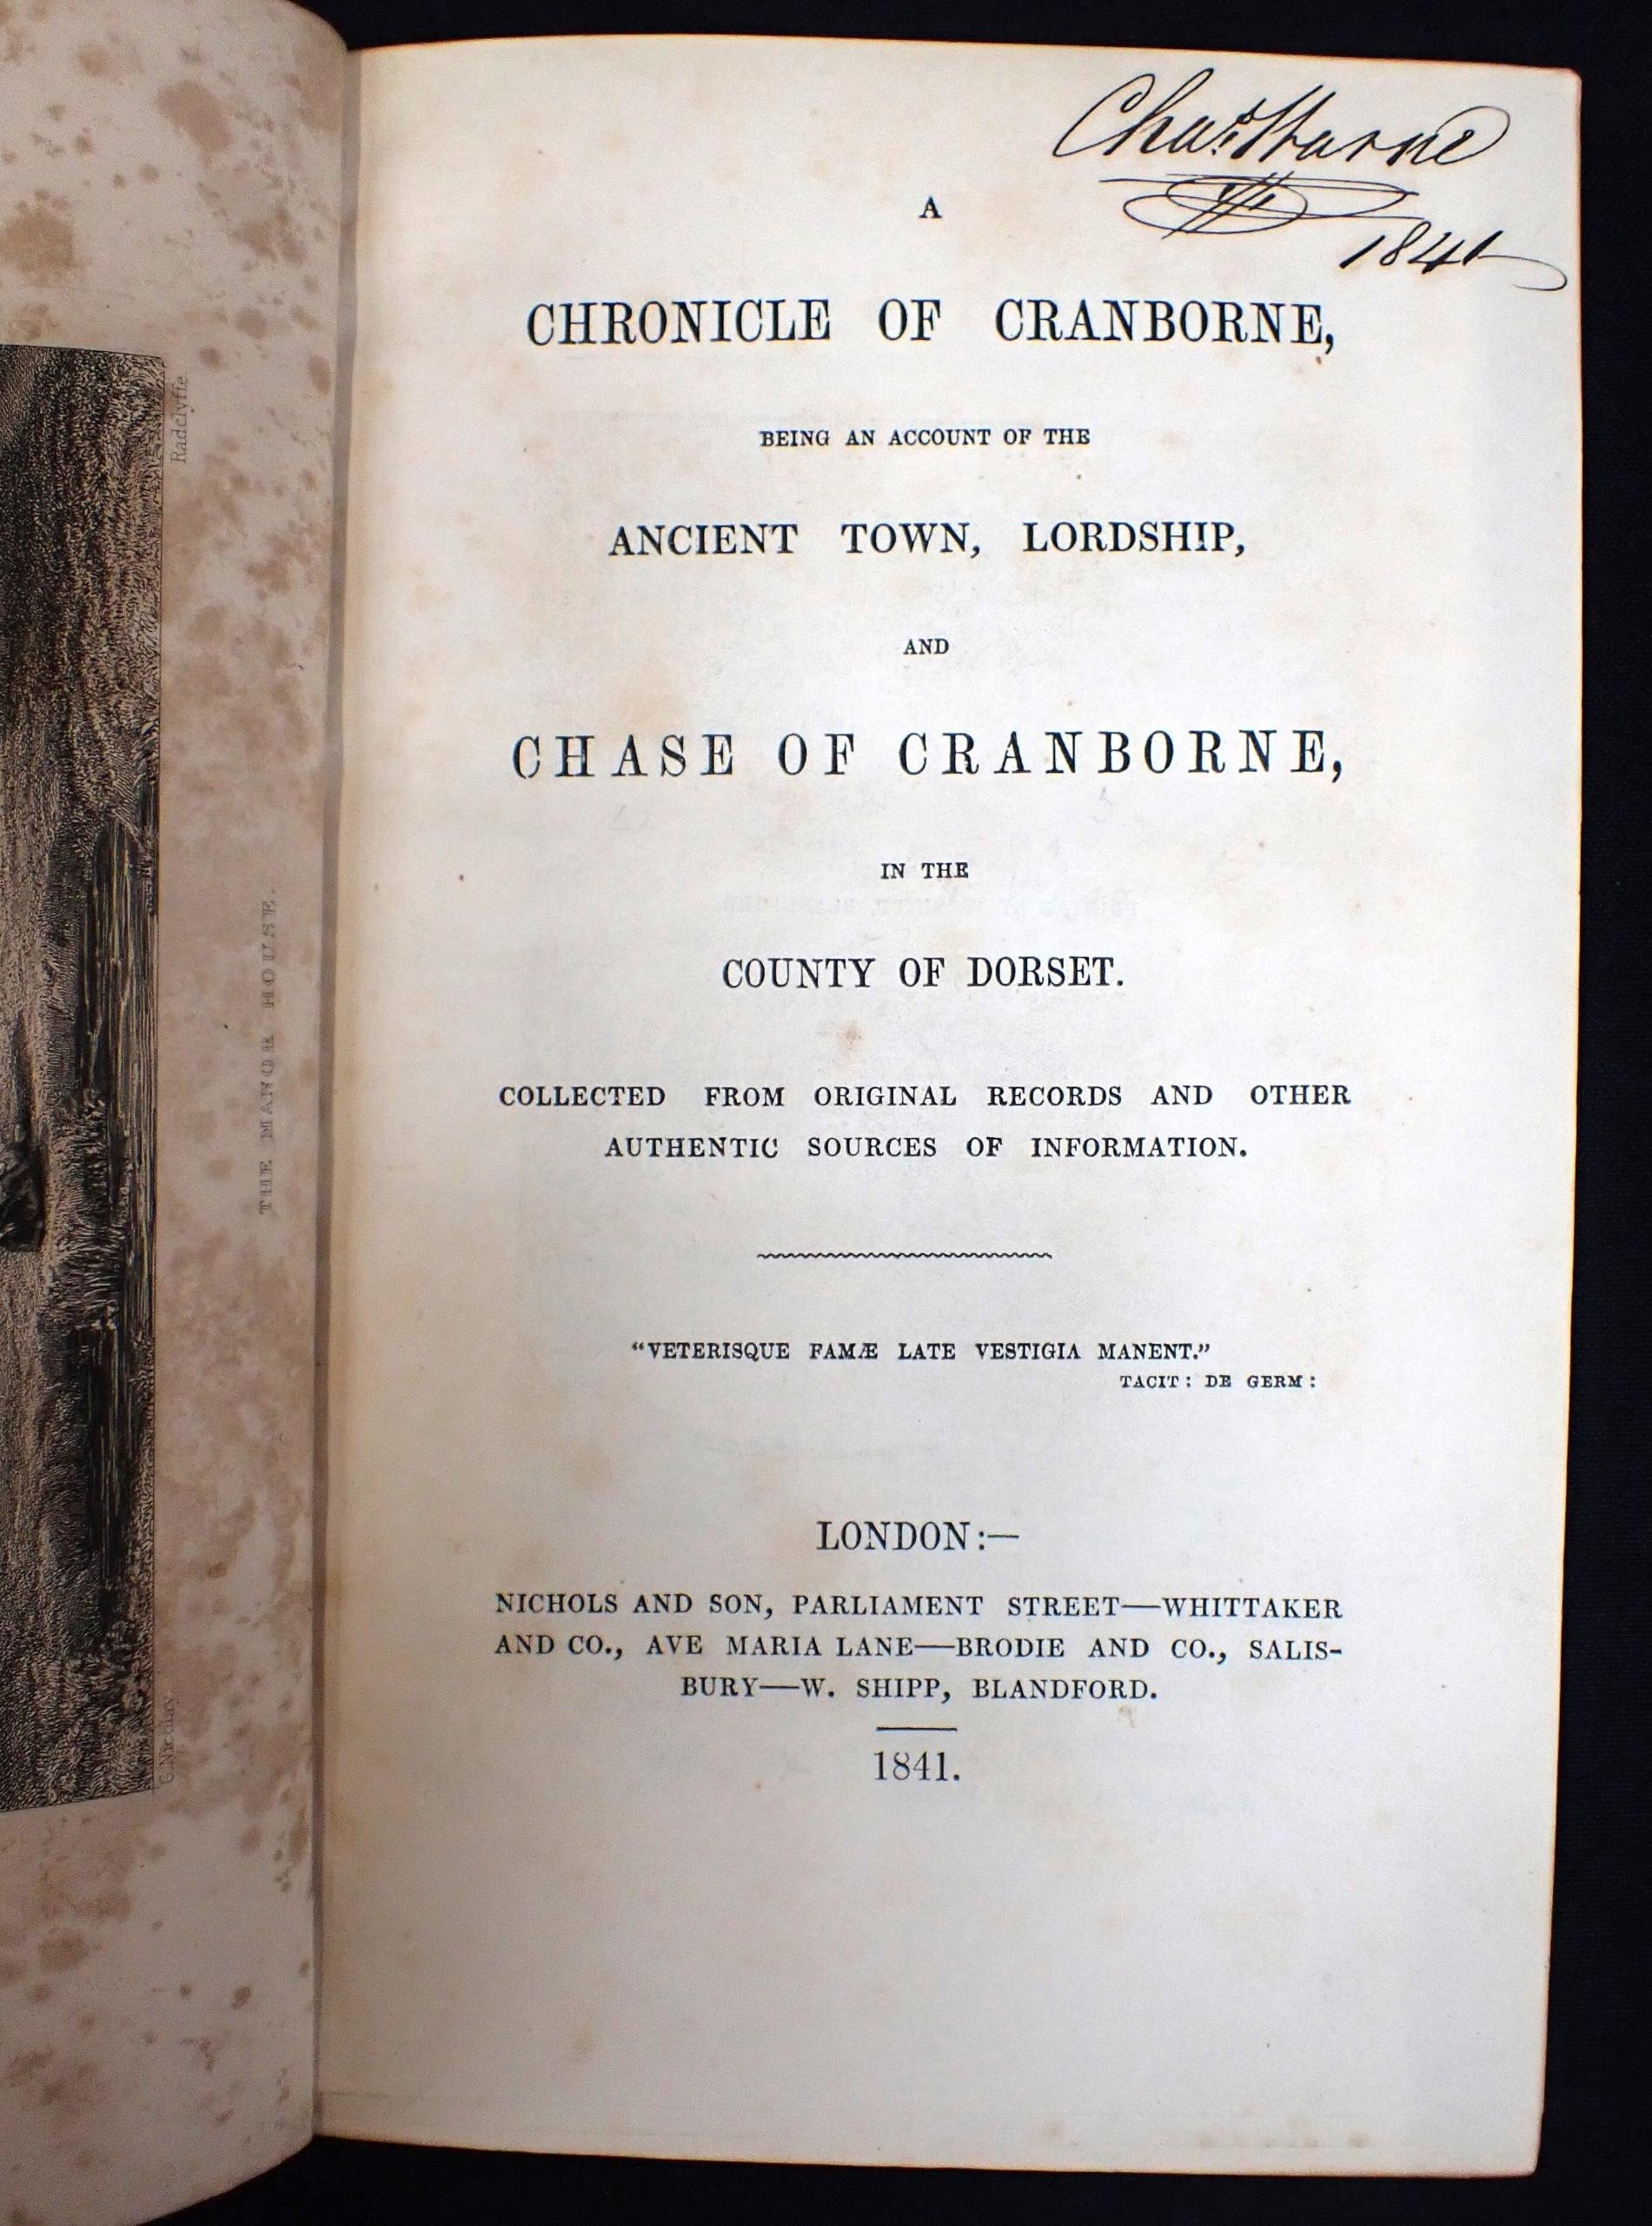 Radclyffe
THE MANOR HOUSE.
Chas. Warne
1841
A
CHRONICLE OF CRANBORNE,
BEING AN ACCOUNT OF THE
ANCIENT TOWN, LORDSHIP,
AND
CHASE OF CRANBORNE,
IN THE
COUNTY OF DORSET.
COLLECTED FROM ORIGINAL RECORDS AND OTHER
AUTHENTIC SOURCES OF INFORMATION.
“VETERISQUE FAMÆ LATE VESTIGIA MANENT.”
TACIT: DE GERM:
LONDON:—
NICHOLS AND SON, PARLIAMENT STREET—WHITTAKER
AND CO., AVE MARIA LANE—BRODIE AND CO., SALIS-
BURY—W. SHIPP, BLANDFORD.
1841.